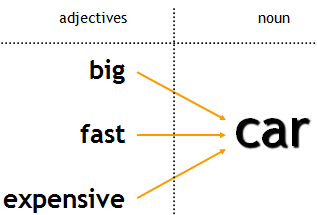 adjectives noun
big
fast car
expensive